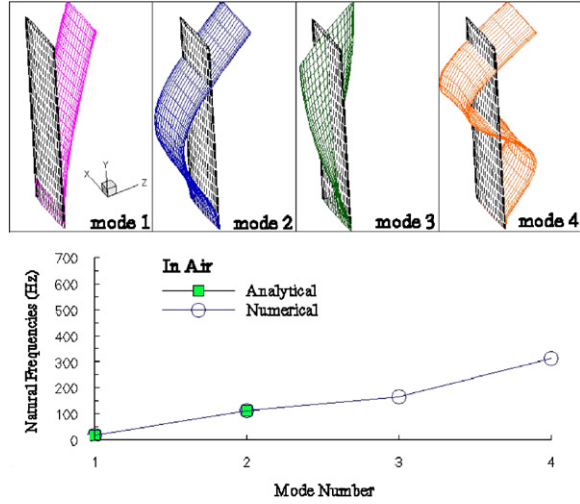 Y
X
Z
mode 1
mode 2
mode 3
mode 4
In Air
Analytical
Numerical
Natural Frequencies (Hz)
700
600
500
400
300
200
100
0
1
2
3
4
Mode Number